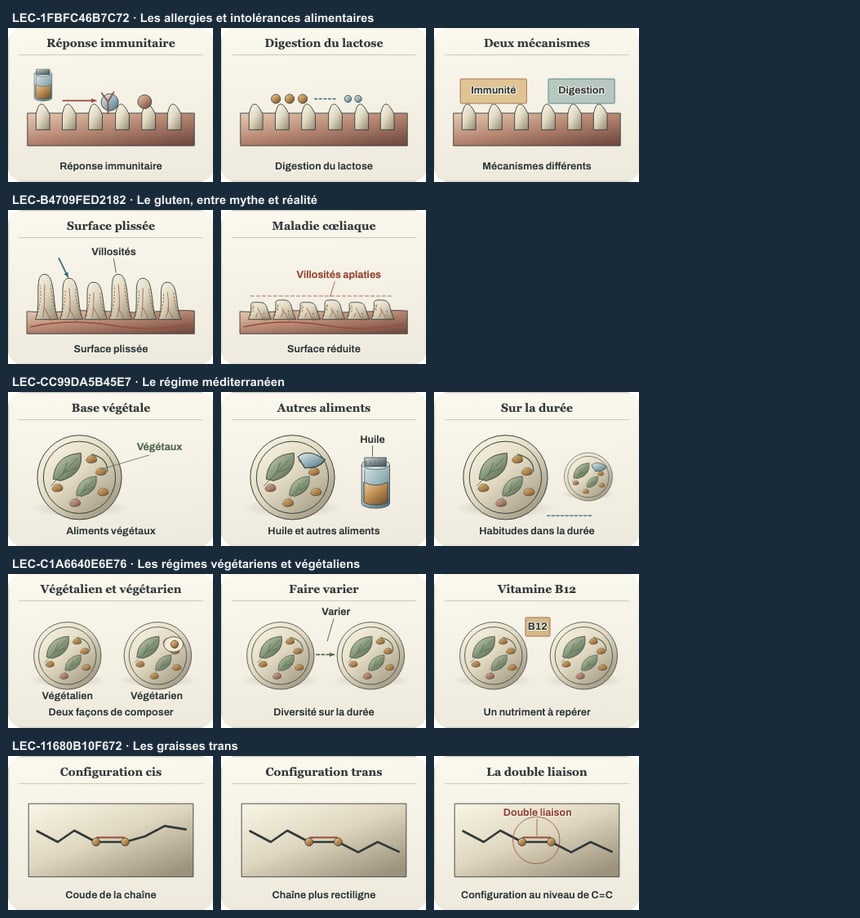 LEC-1FBFC46B7C72 · Les allergies et intolérances alimentaires
Réponse immunitaire
Réponse immunitaire
Digestion du lactose
Digestion du lactose
Deux mécanismes
Immunité
Digestion
Mécanismes différents
LEC-B4709FED2182 · Le gluten, entre mythe et réalité
Surface plissée
Villosités
Surface plissée
Maladie cœliaque
Villosités aplaties
Surface réduite
LEC-CC99DA5B45E7 · Le régime méditerranéen
Base végétale
Végétaux
Aliments végétaux
Autres aliments
Huile
Huile et autres aliments
Sur la durée
Habitudes dans la durée
LEC-C1A6640E6E76 · Les régimes végétariens et végétaliens
Végétalien et végétarien
Végétalien
Végétarien
Deux façons de composer
Faire varier
Varier
Diversité sur la durée
Vitamine B12
B12
Un nutriment à repérer
LEC-11680B10F672 · Les graisses trans
Configuration cis
Coude de la chaîne
Configuration trans
Chaîne plus rectiligne
La double liaison
Double liaison
Configuration au niveau de C=C